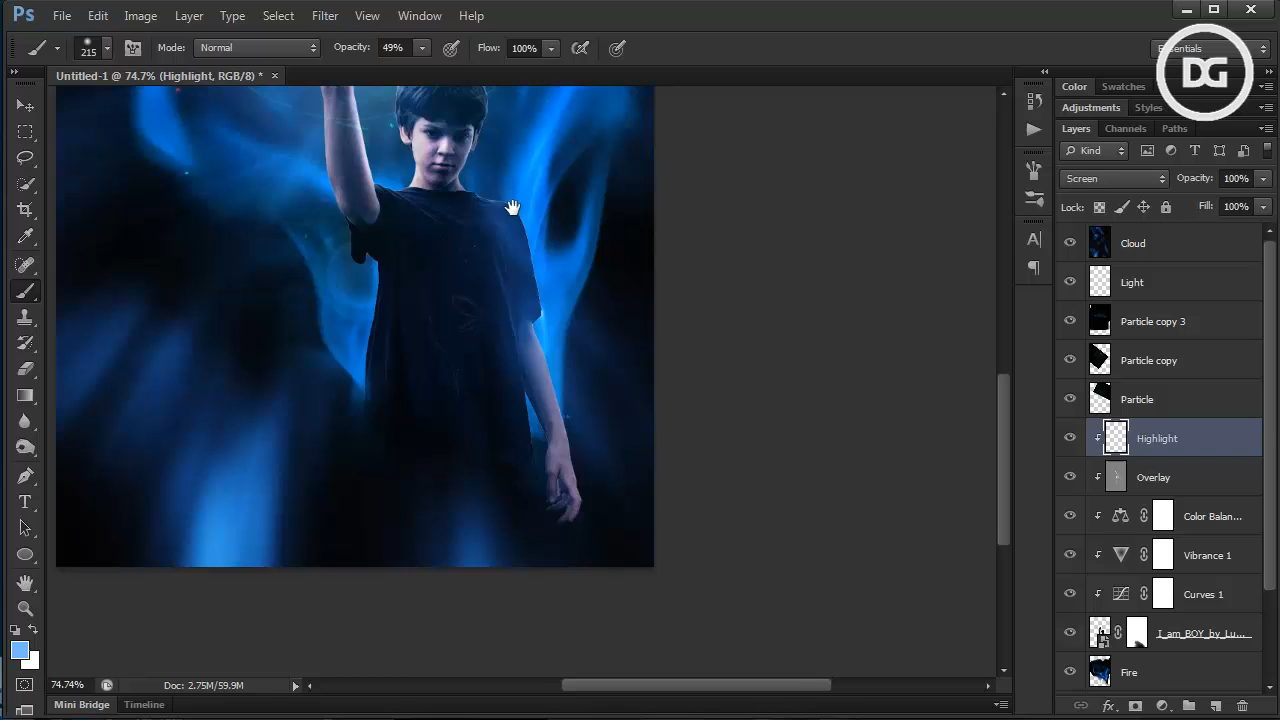 Ps File Edit Image Layer Type Select Filter View Window Help
215 Mode: Normal Opacity: 49% Flow: 100%
DG
Untitled-1 @ 74.7% (Highlight, RGB/8) * ×
Color Swatches
Adjustments Styles
Layers Channels Paths
Kind T
Screen Opacity: 100%
Lock: Fill: 100%
Cloud
Light
Particle copy 3
Particle copy
Particle
Highlight
Overlay
Color Balan...
Vibrance 1
Curves 1
I_am_BOY_by_Lu...
Fire
A
T
74.74% Doc: 2.75M/59.9M
fx
Mini Bridge Timeline